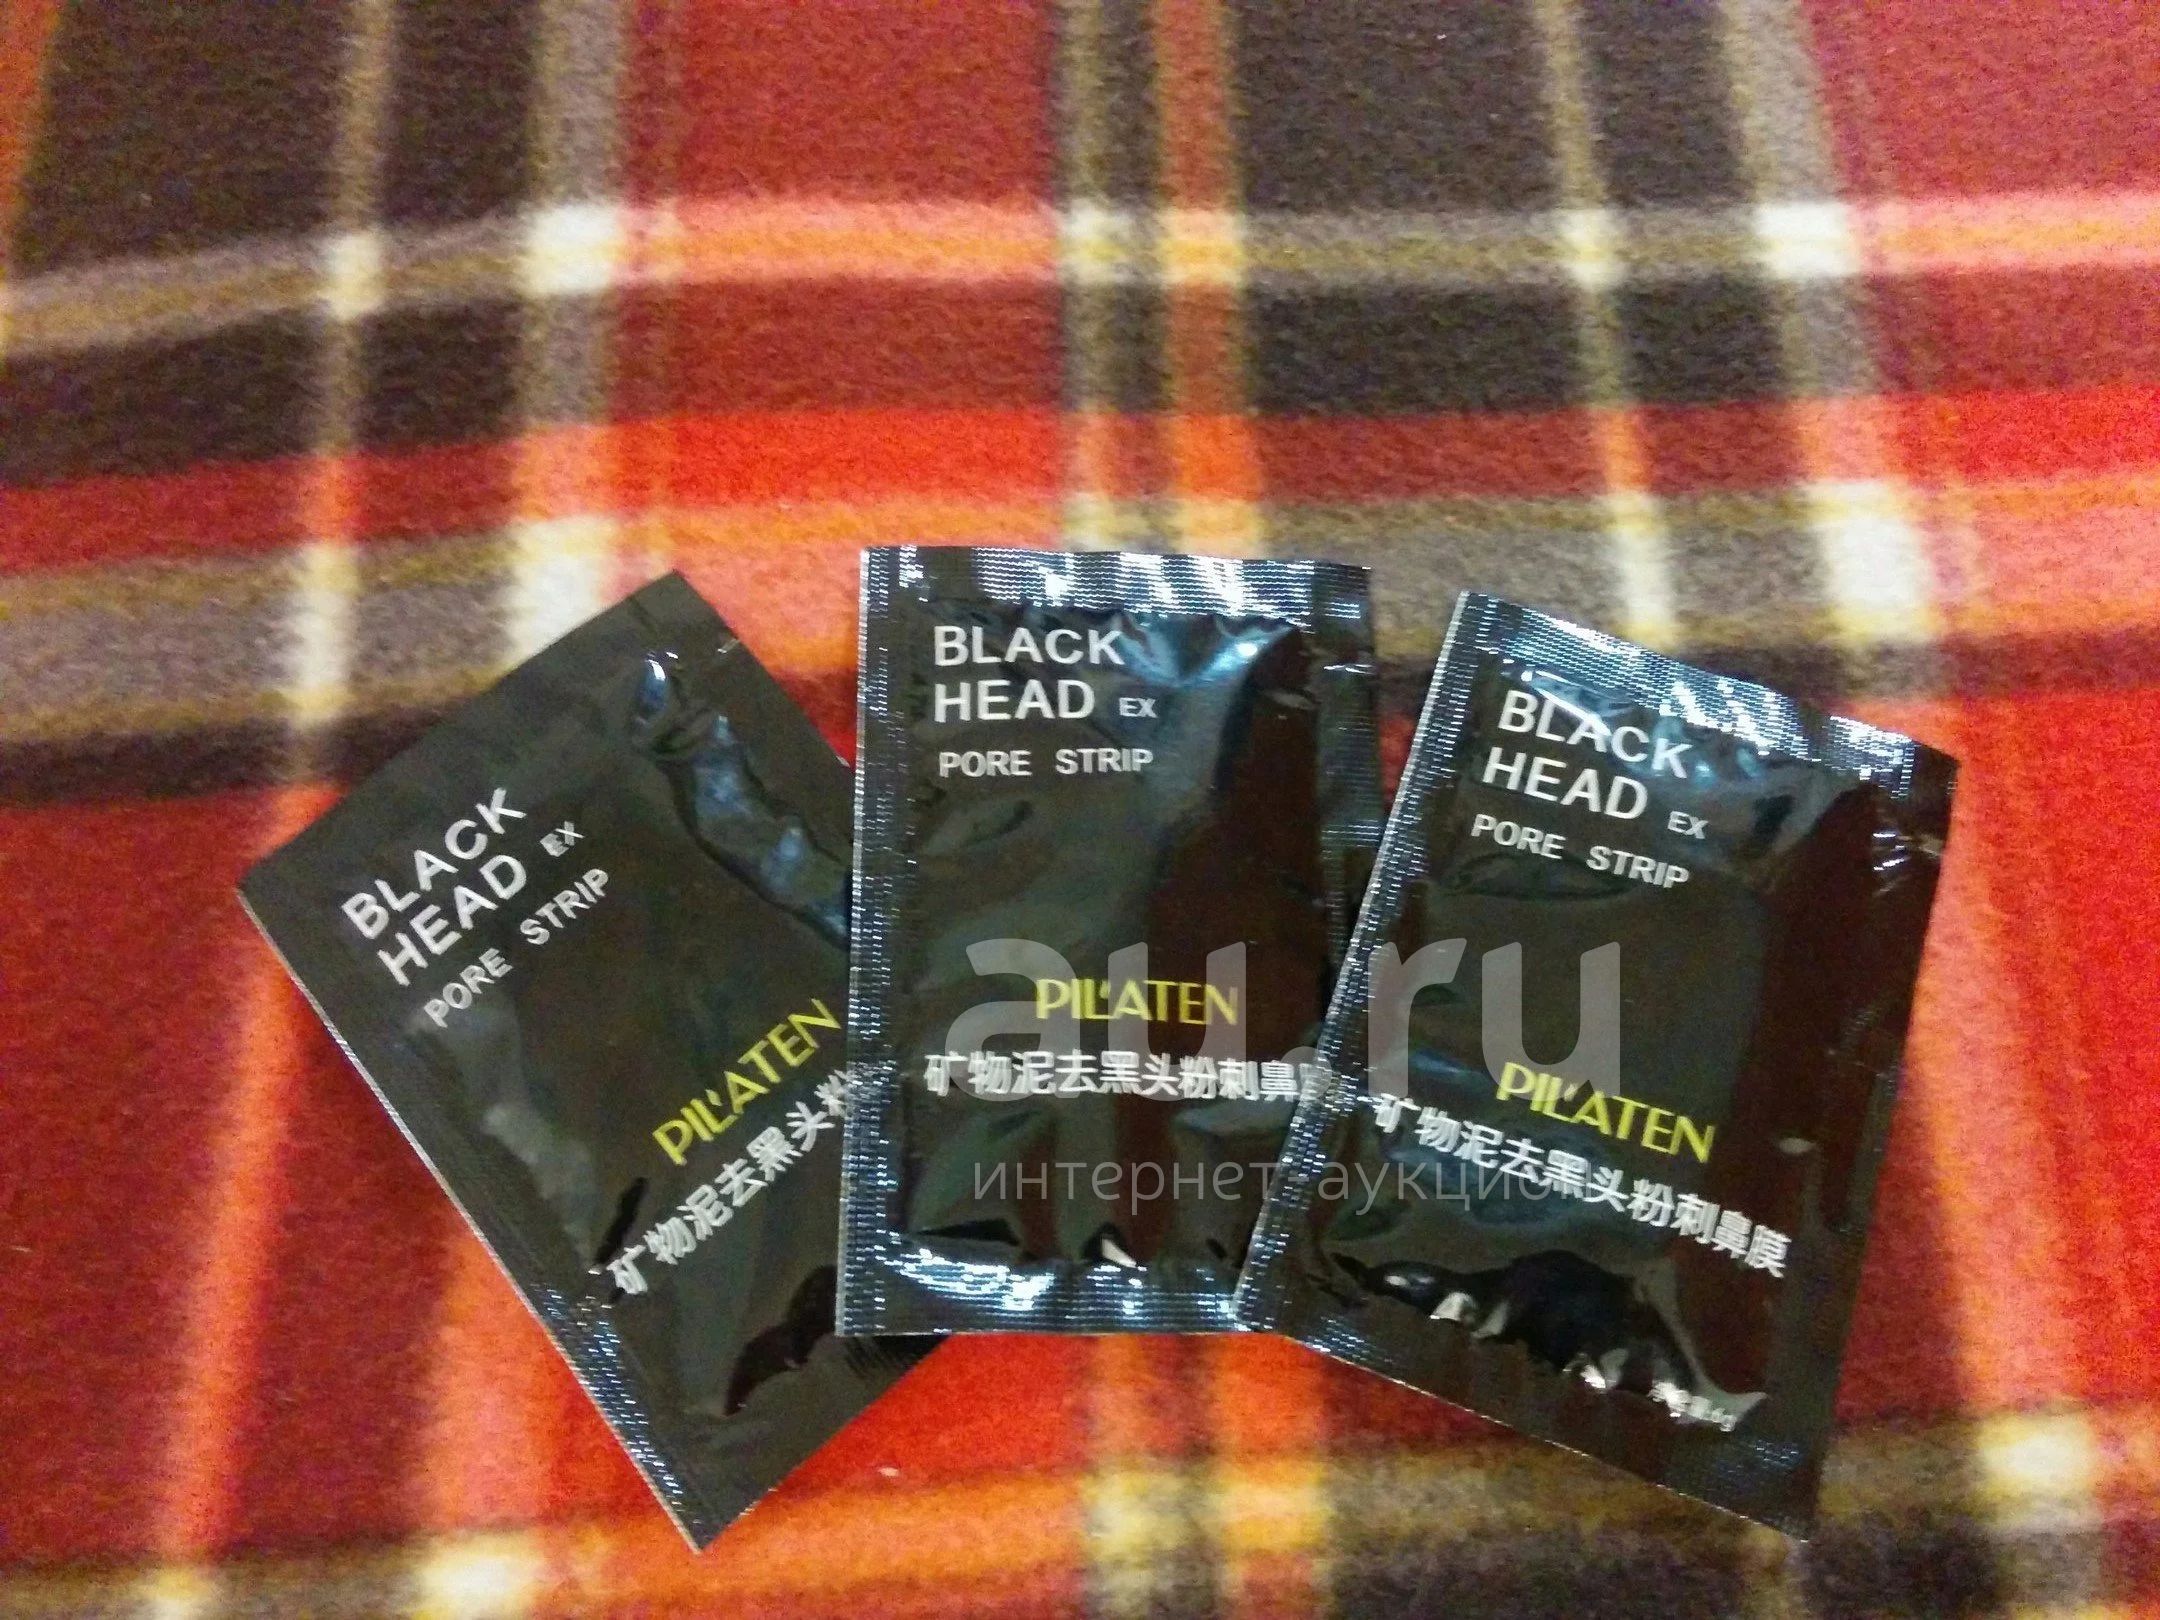 BLACK
HEAD EX
PORE STRIP
PIL'ATEN
矿物泥去黑头粉
BLACK
HEAD EX
PORE STRIP
PIL'ATEN
矿物泥去黑头粉刺鼻膜
BLACK
HEAD EX
PORE STRIP
PIL'ATEN
矿物泥去黑头粉刺鼻膜
au.ru
интернет аукцион